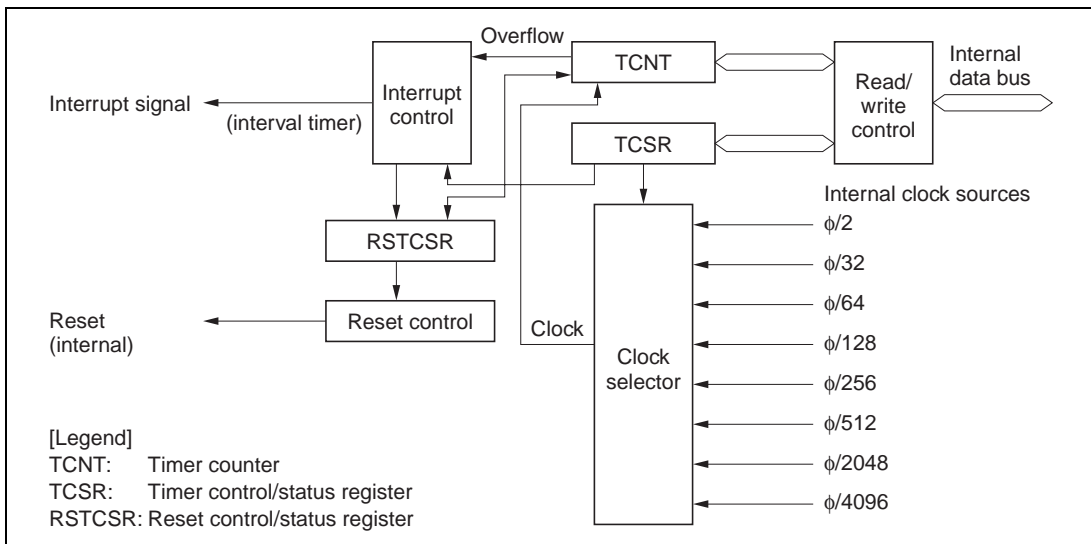 Overflow
TCNT
Internal
data bus
Interrupt signal
(interval timer)
Interrupt
control
Read/
write
control
TCSR
Internal clock sources
RSTCSR
ϕ/2
ϕ/32
ϕ/64
Reset
(internal)
Reset control
Clock
ϕ/128
Clock
selector
ϕ/256
ϕ/512
ϕ/2048
ϕ/4096
[Legend]
TCNT: Timer counter
TCSR: Timer control/status register
RSTCSR: Reset control/status register